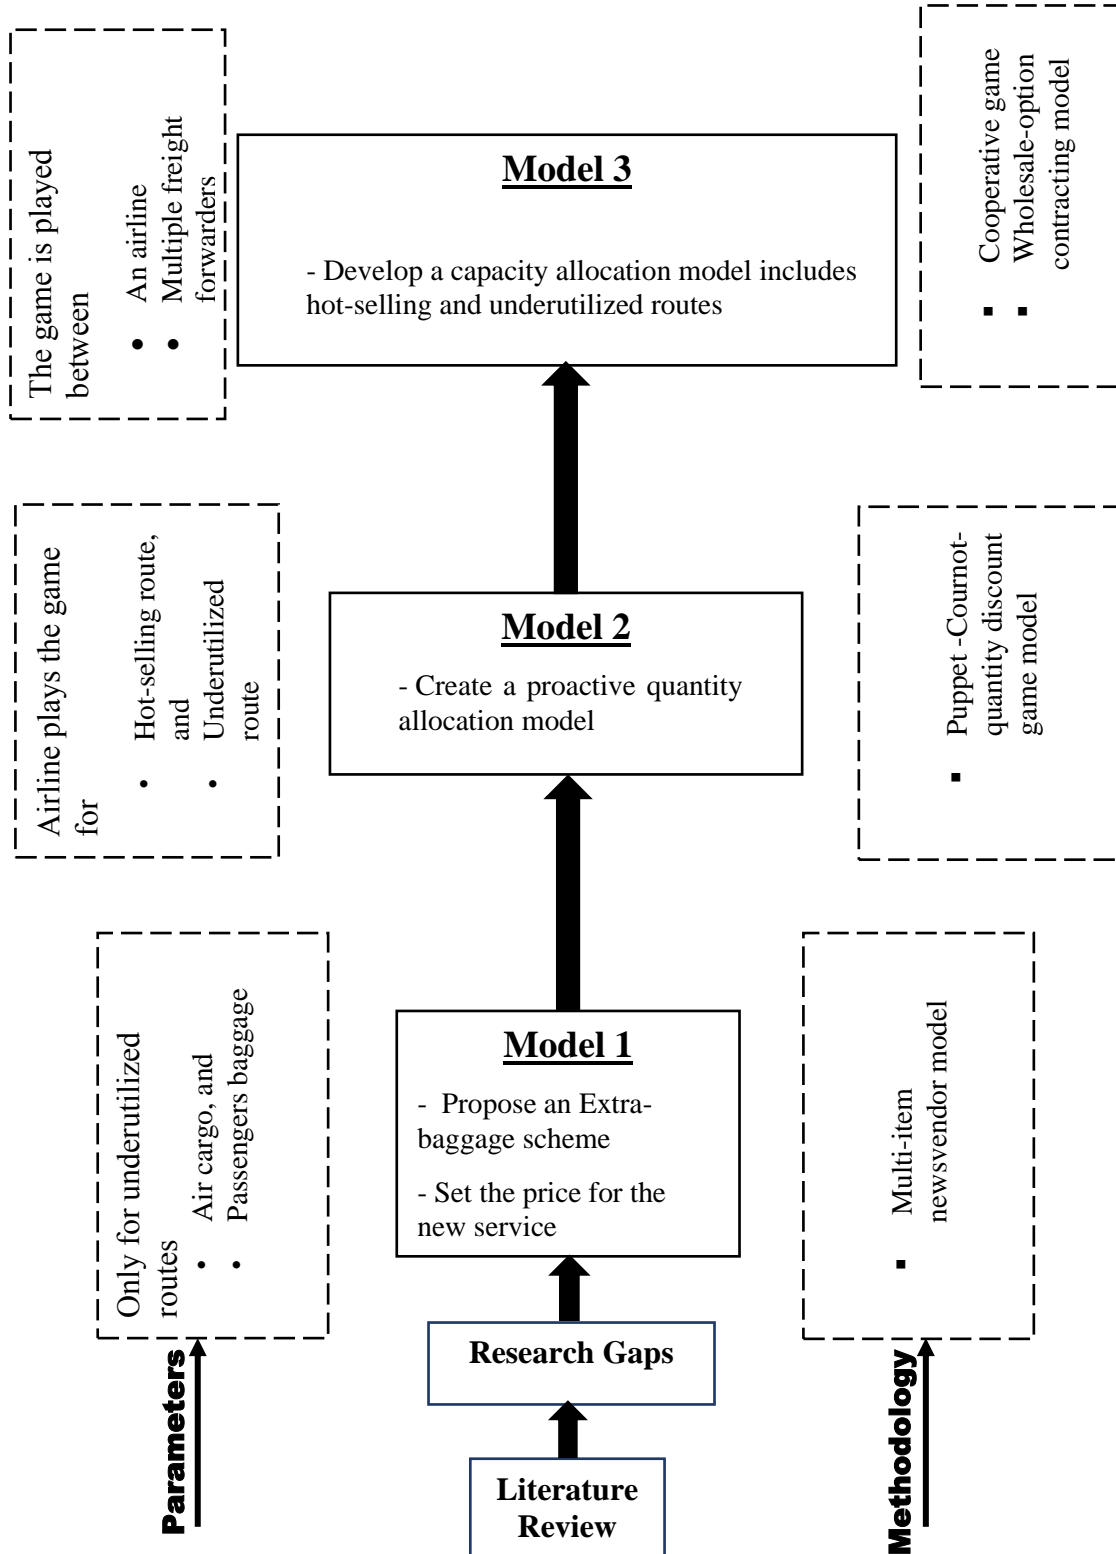 The game is played
between
• An airline
• Multiple freight
forwarders
Model 3
- Develop a capacity allocation model includes
hot-selling and underutilized routes
▪ Cooperative game
▪ Wholesale-option
contracting model
Airline plays the game
for
• Hot-selling route,
and
• Underutilized
route
Model 2
- Create a proactive quantity
allocation model
▪ Puppet -Cournot-
quantity discount
game model
Only for underutilized
routes
• Air cargo, and
• Passengers baggage
Model 1
- Propose an Extra-
baggage scheme
- Set the price for the
new service
▪ Multi-item
newsvendor model
Parameters
Research Gaps
Methodology
Literature
Review